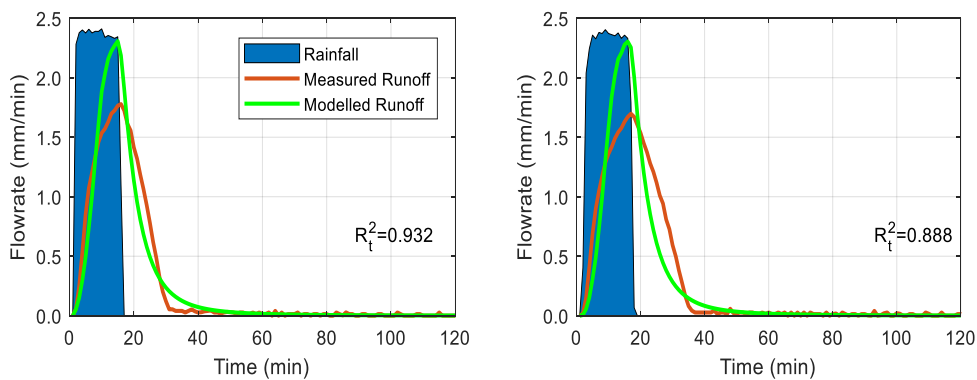 2.5
2.0
1.5
1.0
0.5
0.0
Flowrate (mm/min)
Rainfall
Measured Runoff
Modelled Runoff
R_t^2=0.932
0 20 40 60 80 100 120
Time (min)
2.5
2.0
1.5
1.0
0.5
0.0
Flowrate (mm/min)
R_t^2=0.888
0 20 40 60 80 100 120
Time (min)